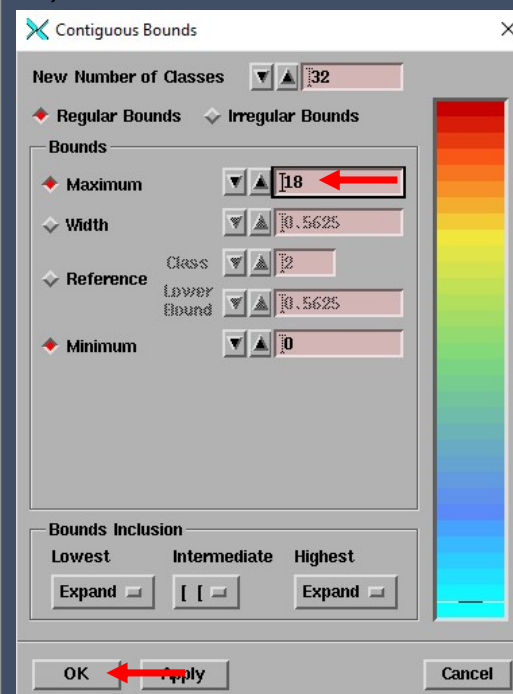 Contiguous Bounds
New Number of Classes 32
Regular Bounds Irregular Bounds
Bounds
Maximum 18
Width 0.5625
Class 2
Reference
Lower Bound 0.5625
Minimum 0
Bounds Inclusion
Lowest Intermediate Highest
Expand [ [ Expand
OK Apply Cancel